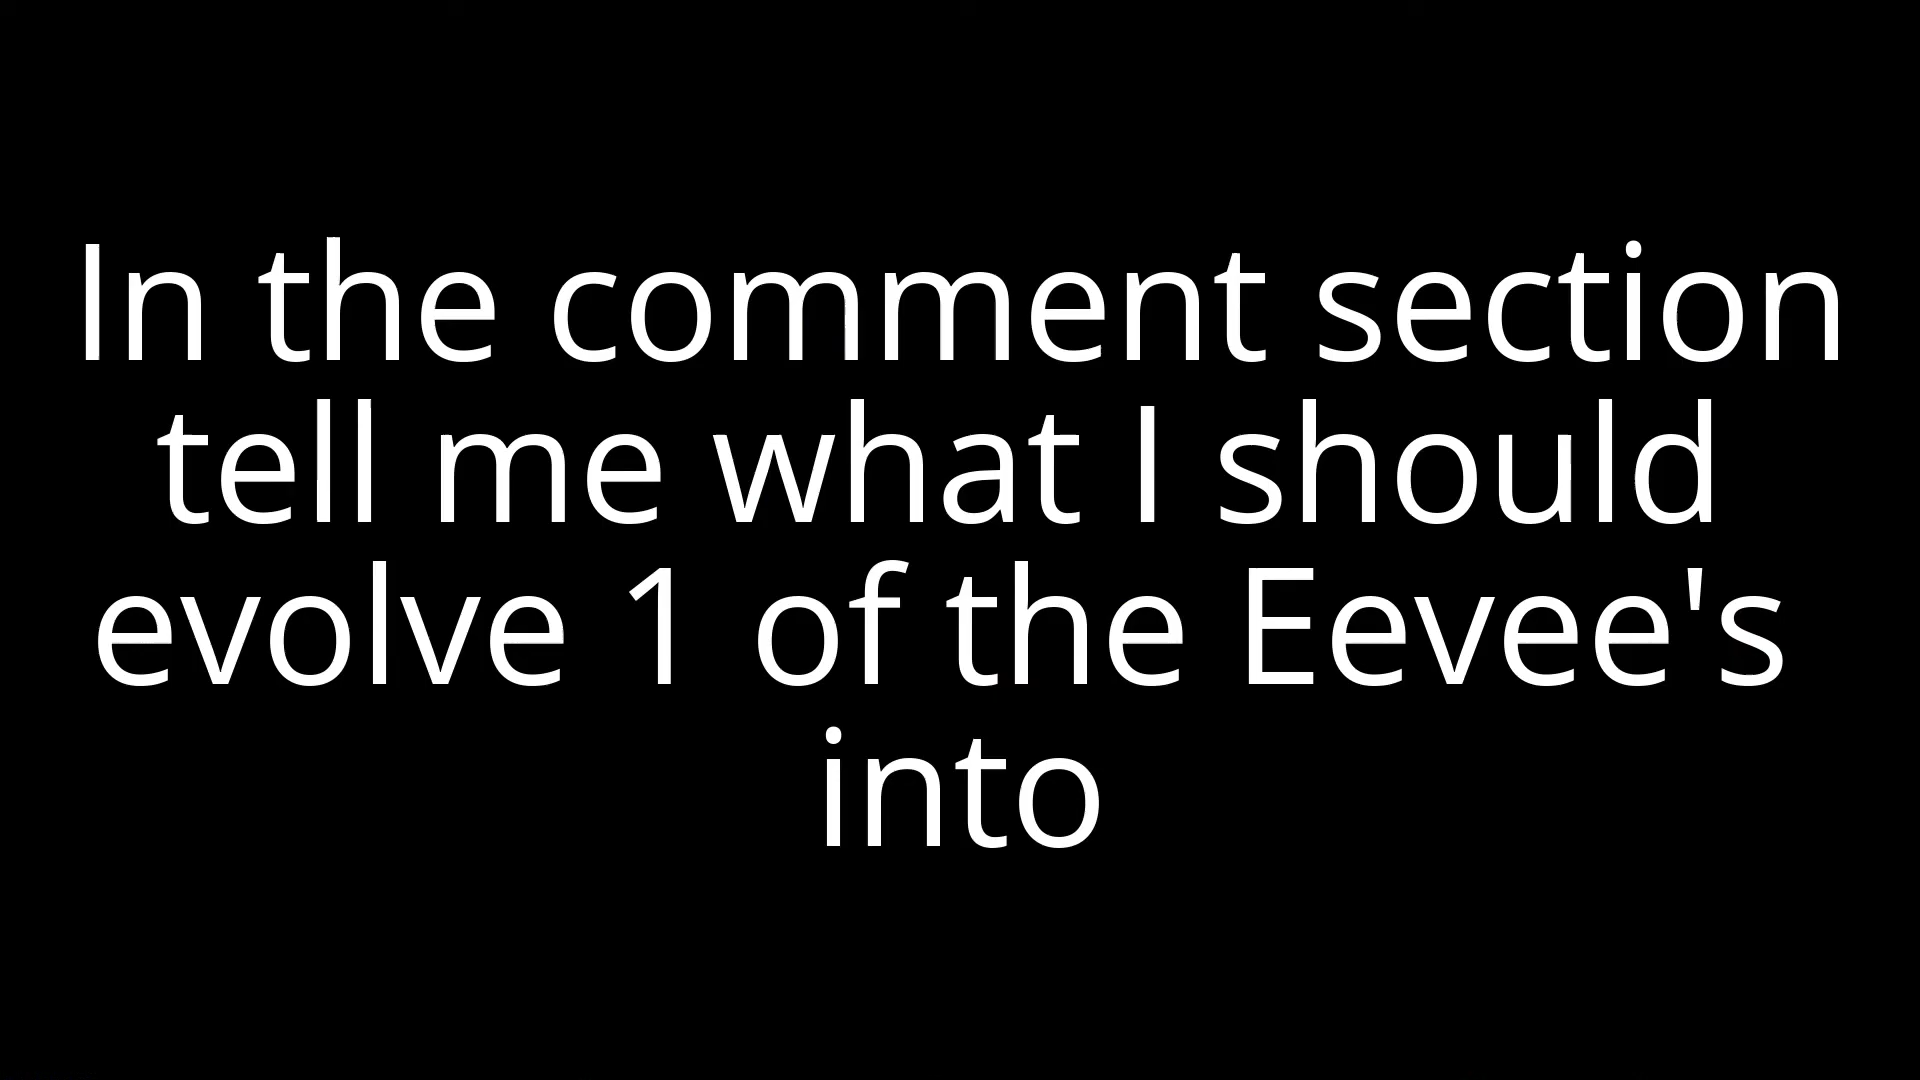 In the comment section
tell me what I should
evolve 1 of the Eevee's
into